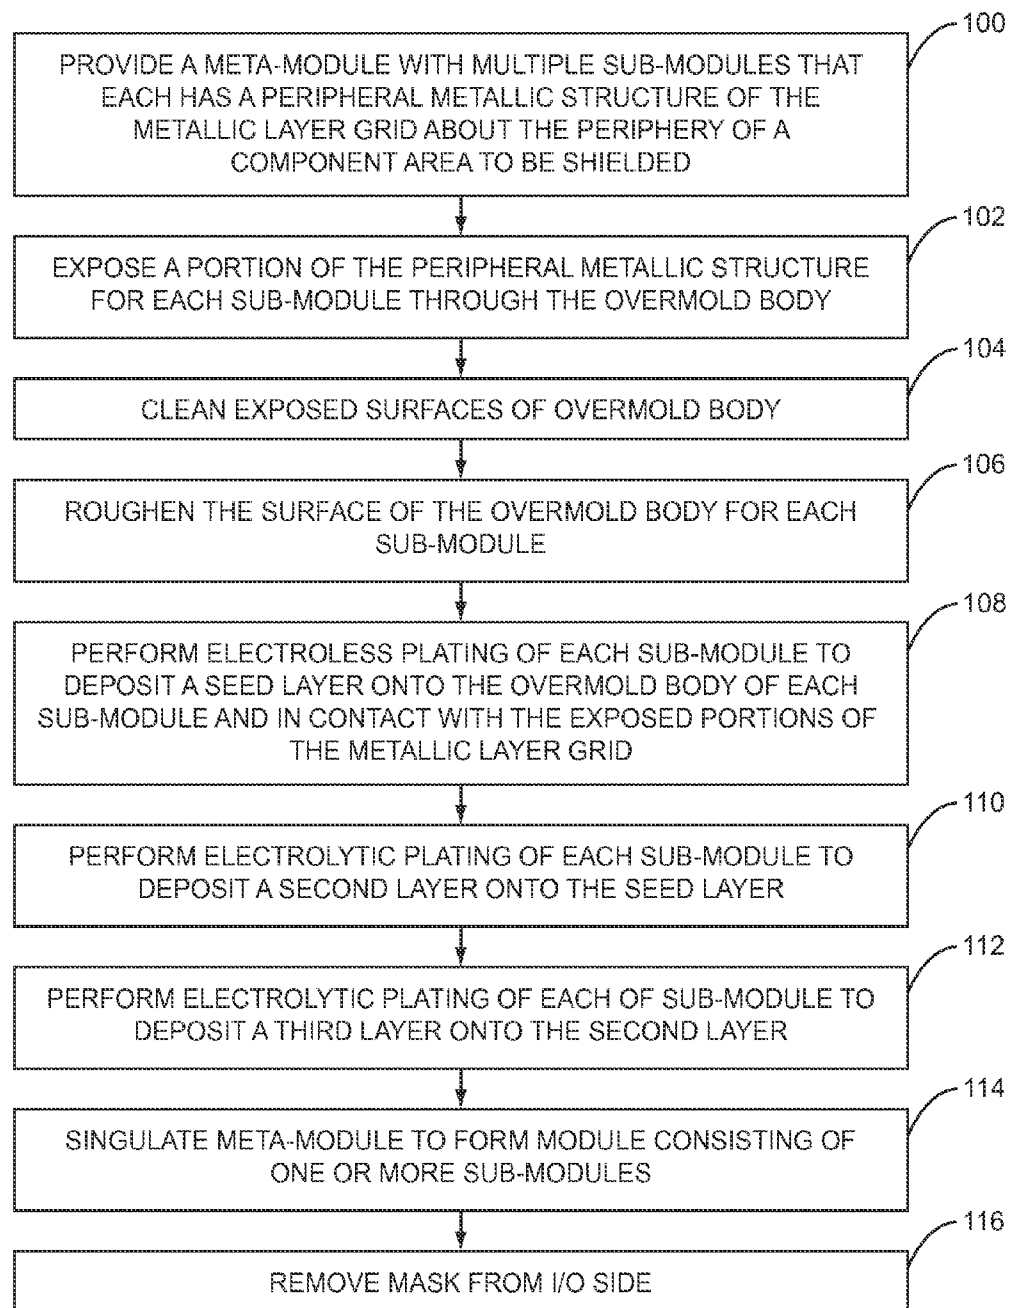 100
PROVIDE A META-MODULE WITH MULTIPLE SUB-MODULES THAT
EACH HAS A PERIPHERAL METALLIC STRUCTURE OF THE
METALLIC LAYER GRID ABOUT THE PERIPHERY OF A
COMPONENT AREA TO BE SHIELDED
102
EXPOSE A PORTION OF THE PERIPHERAL METALLIC STRUCTURE
FOR EACH SUB-MODULE THROUGH THE OVERMOLD BODY
104
CLEAN EXPOSED SURFACES OF OVERMOLD BODY
106
ROUGHEN THE SURFACE OF THE OVERMOLD BODY FOR EACH
SUB-MODULE
108
PERFORM ELECTROLESS PLATING OF EACH SUB-MODULE TO
DEPOSIT A SEED LAYER ONTO THE OVERMOLD BODY OF EACH
SUB-MODULE AND IN CONTACT WITH THE EXPOSED PORTIONS OF
THE METALLIC LAYER GRID
110
PERFORM ELECTROLYTIC PLATING OF EACH SUB-MODULE TO
DEPOSIT A SECOND LAYER ONTO THE SEED LAYER
112
PERFORM ELECTROLYTIC PLATING OF EACH OF SUB-MODULE TO
DEPOSIT A THIRD LAYER ONTO THE SECOND LAYER
114
SINGULATE META-MODULE TO FORM MODULE CONSISTING OF
ONE OR MORE SUB-MODULES
116
REMOVE MASK FROM I/O SIDE